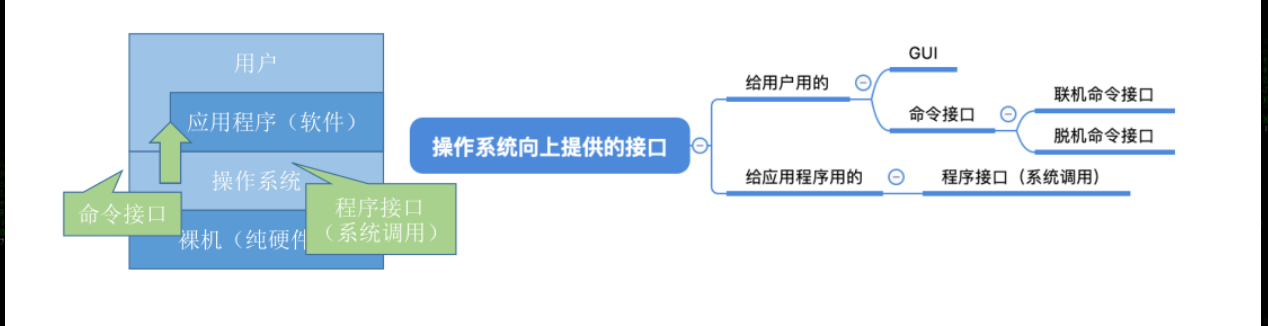 用户
应用程序（软件）
操作系统
命令接口
程序接口
（系统调用）
裸机（纯硬件
操作系统向上提供的接口
给用户用的
GUI
命令接口
联机命令接口
脱机命令接口
给应用程序用的
程序接口（系统调用）